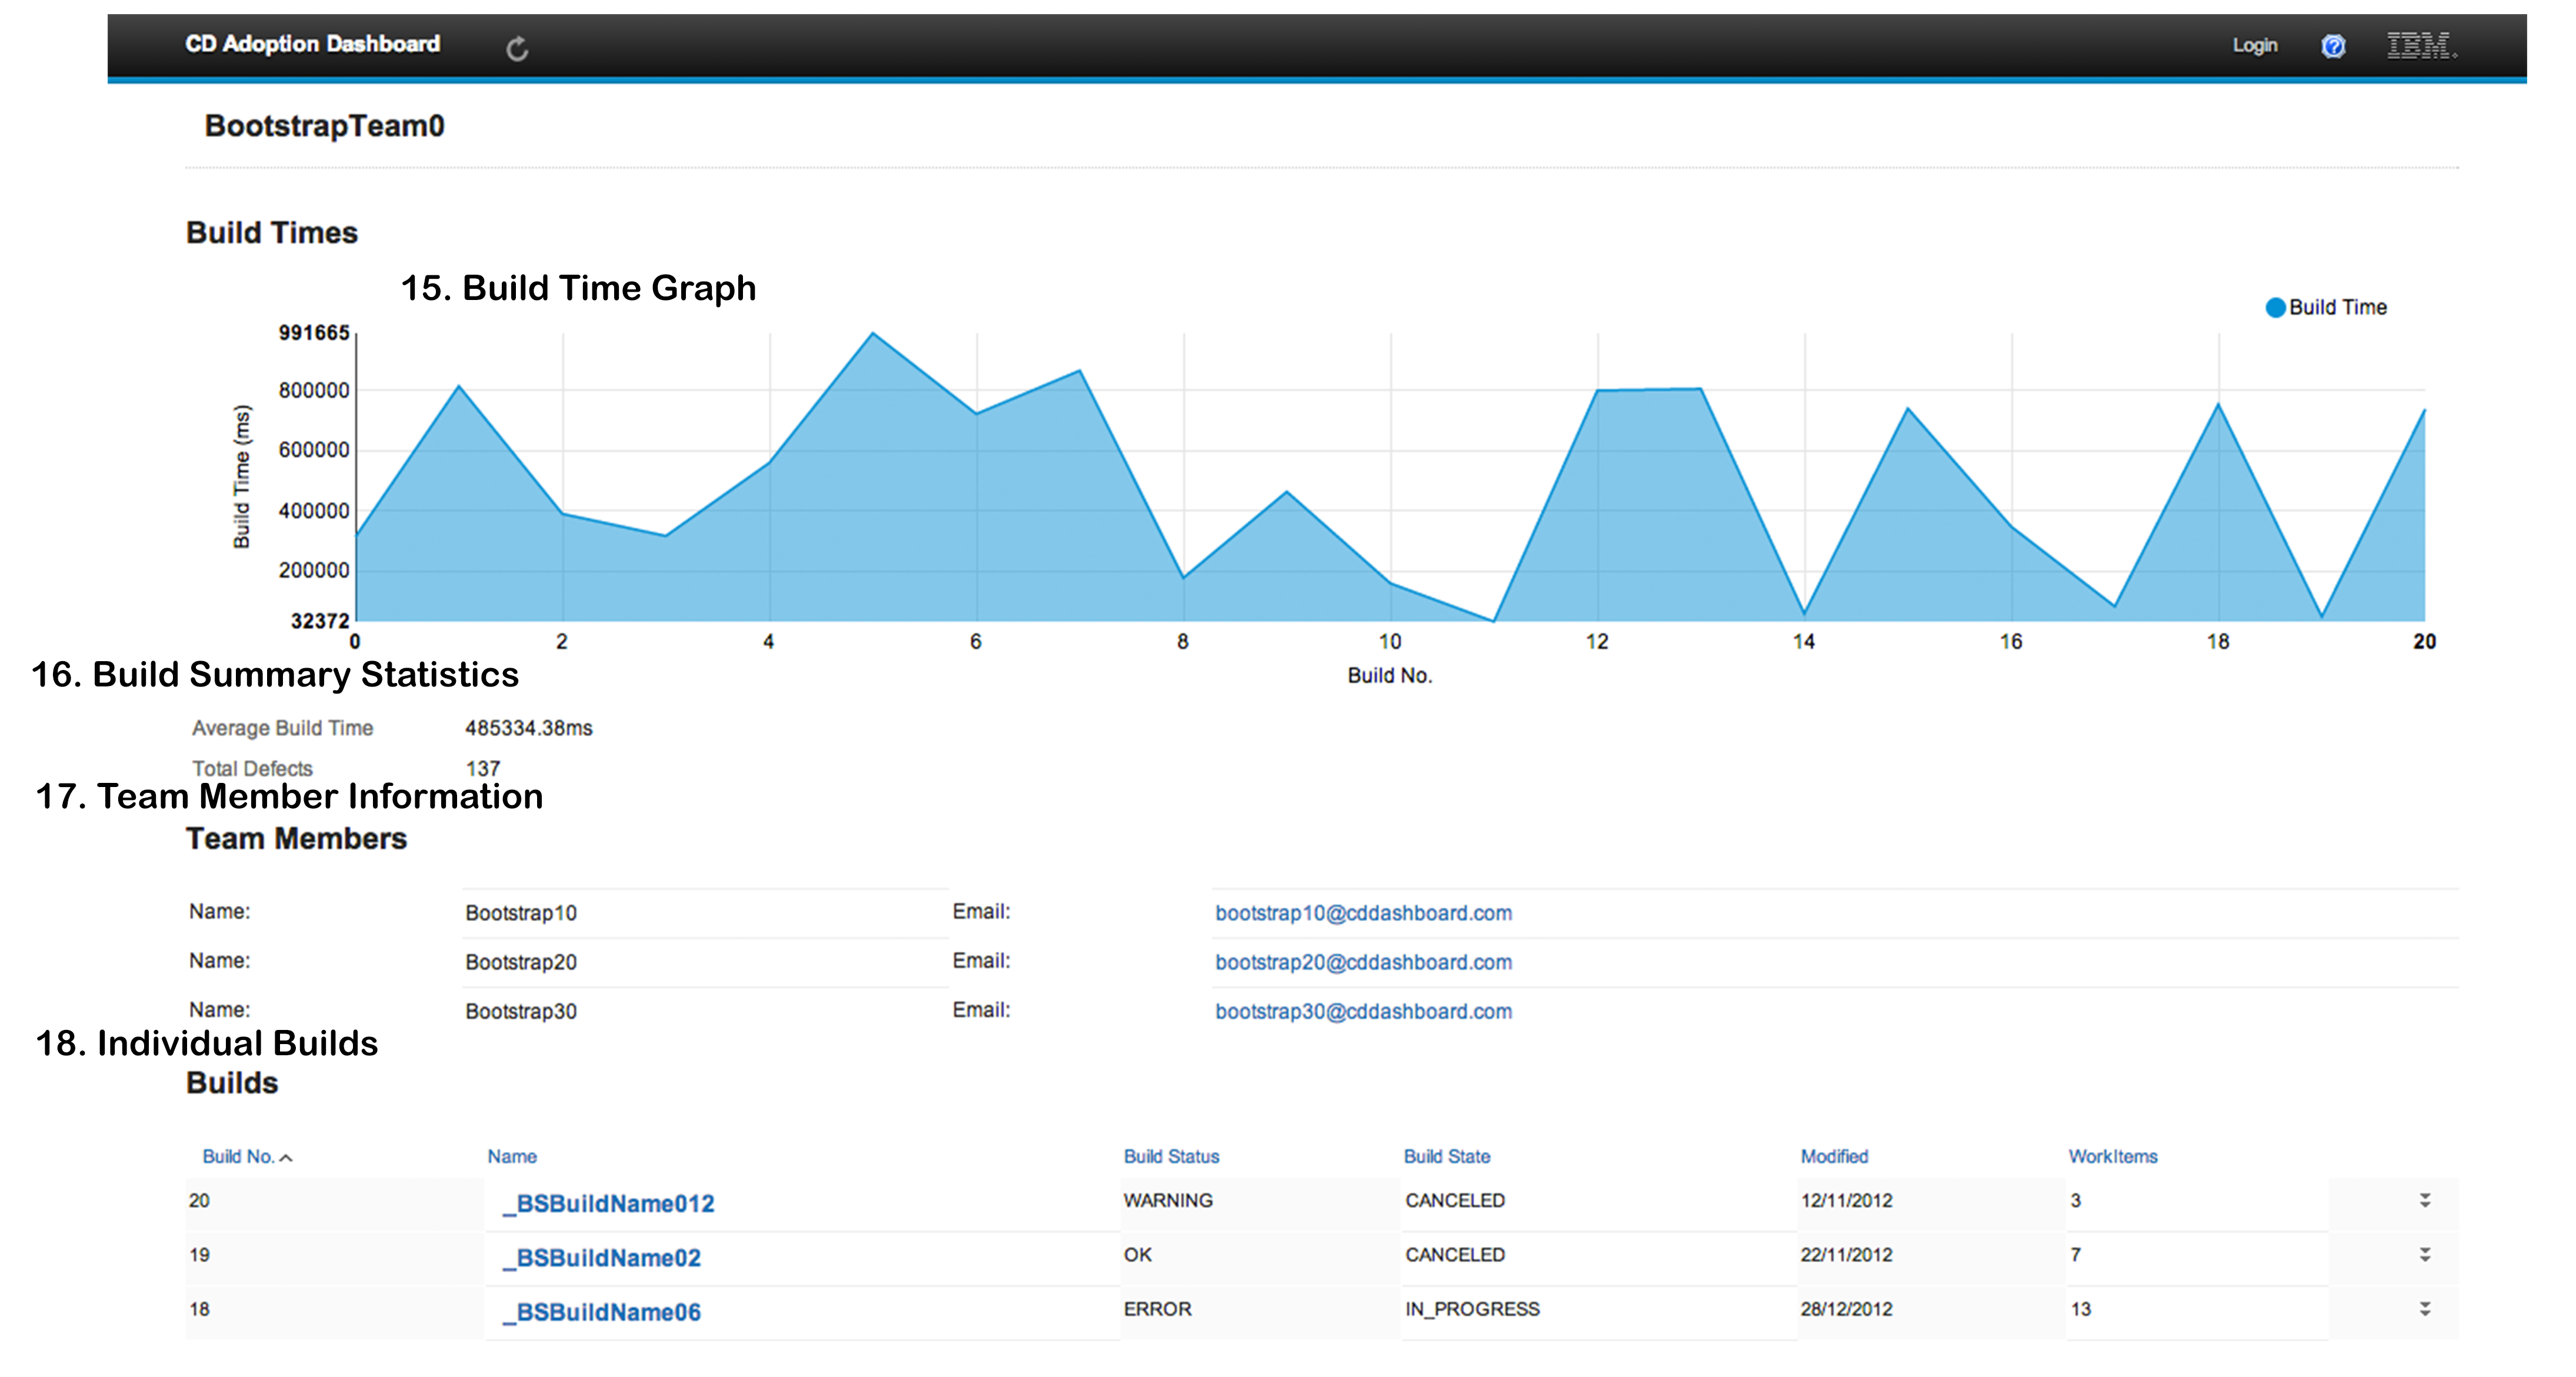 CD Adoption Dashboard Login ? IBM.
BootstrapTeam0
Build Times
15. Build Time Graph
Build Time
991665
800000
600000
400000
200000
32372
Build Time (ms)
0 2 4 6 8 10 12 14 16 18 20
Build No.
16. Build Summary Statistics
Average Build Time 485334.38ms
Total Defects 137
17. Team Member Information
Team Members
Name: Bootstrap10 Email: bootstrap10@cddashboard.com
Name: Bootstrap20 Email: bootstrap20@cddashboard.com
Name: Bootstrap30 Email: bootstrap30@cddashboard.com
18. Individual Builds
Builds
Build No. Name Build Status Build State Modified WorkItems
20 _BSBuildName012 WARNING CANCELED 12/11/2012 3
19 _BSBuildName02 OK CANCELED 22/11/2012 7
18 _BSBuildName06 ERROR IN_PROGRESS 28/12/2012 13